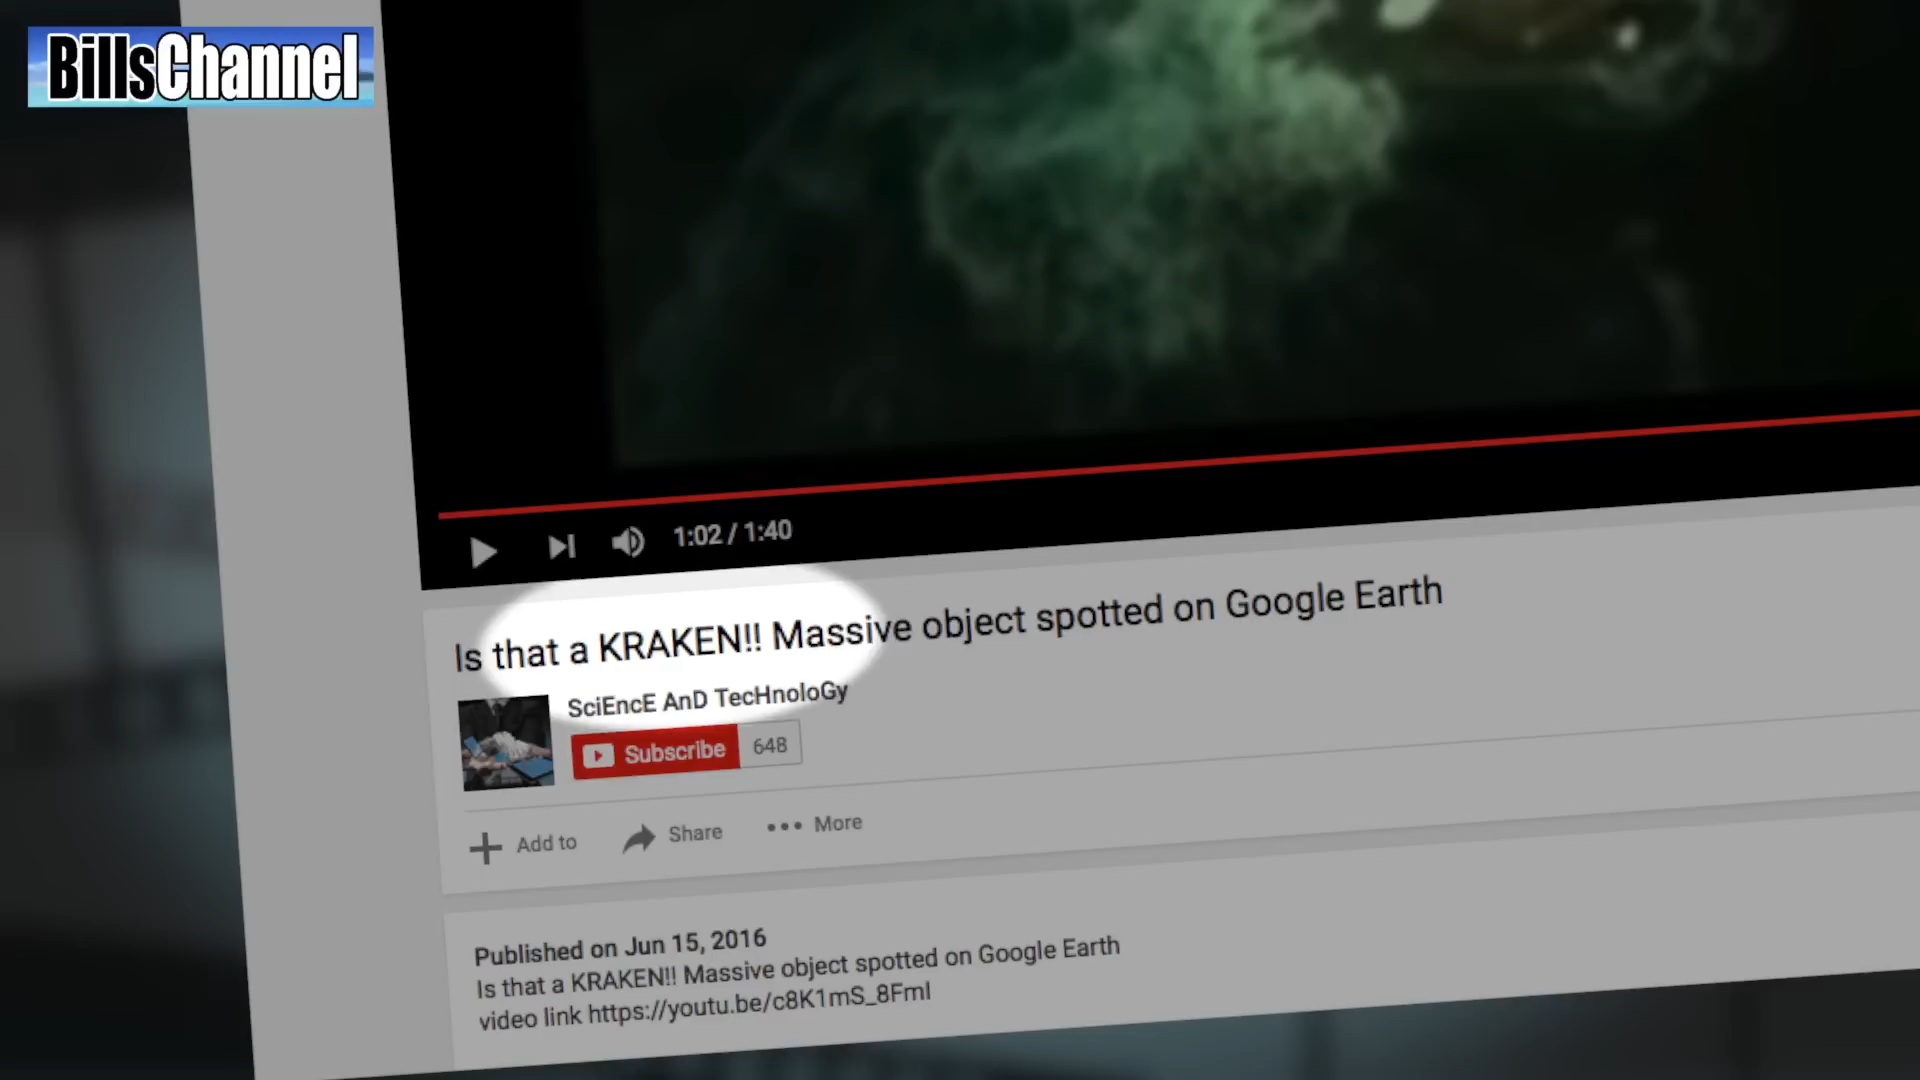 BillsChannel
1:02 / 1:40
Is that a KRAKEN!! Massive object spotted on Google Earth
SciEncE AnD TecHnoloGy
Subscribe 648
Add to Share More
Published on Jun 15, 2016
Is that a KRAKEN!! Massive object spotted on Google Earth
video link https://youtu.be/c8K1mS_8FmI